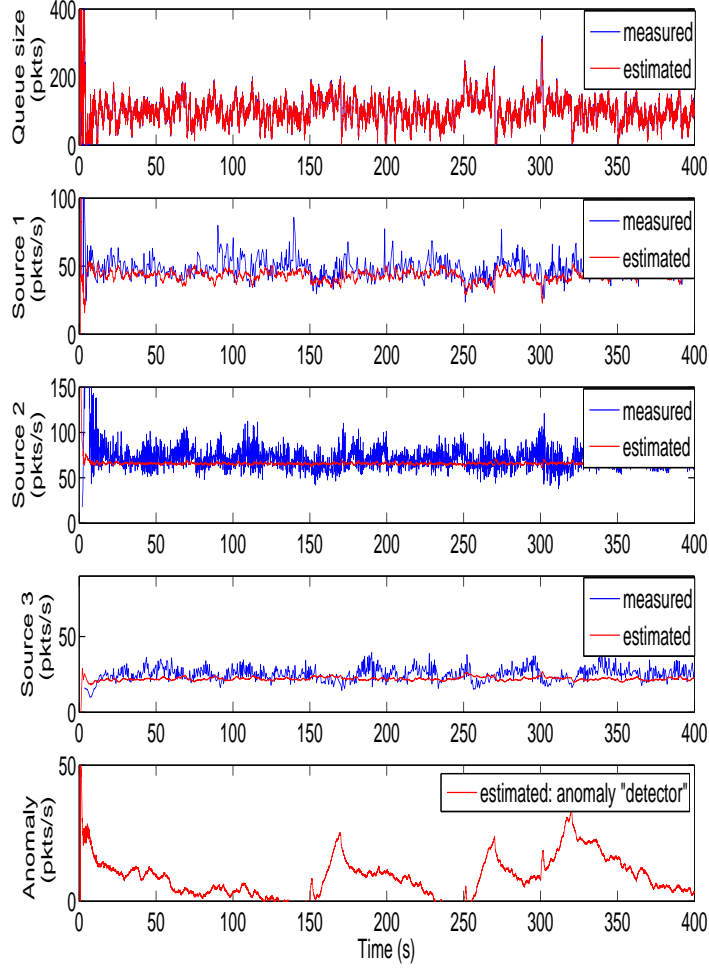 400
200
0
Queue size
(pkts)
measured
estimated
0 50 100 150 200 250 300 350 400
100
50
0
Source 1
(pkts/s)
measured
estimated
0 50 100 150 200 250 300 350 400
150
100
50
0
Source 2
(pkts/s)
measured
estimated
0 50 100 150 200 250 300 350 400
50
0
Source 3
(pkts/s)
measured
estimated
0 50 100 150 200 250 300 350 400
50
0
Anomaly
(pkts/s)
estimated: anomaly "detector"
0 50 100 150 200 250 300 350 400
Time (s)